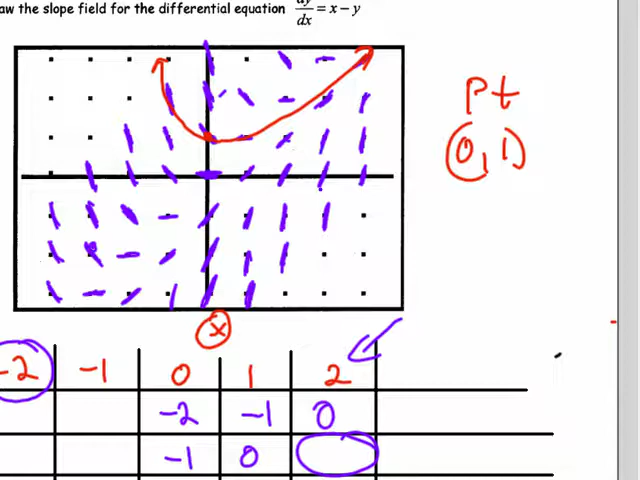 aw the slope field for the differential equation dy/dx = x − y
pt
(0, 1)
x
-2 -1 0 1 2
-2 -1 0
-1 0